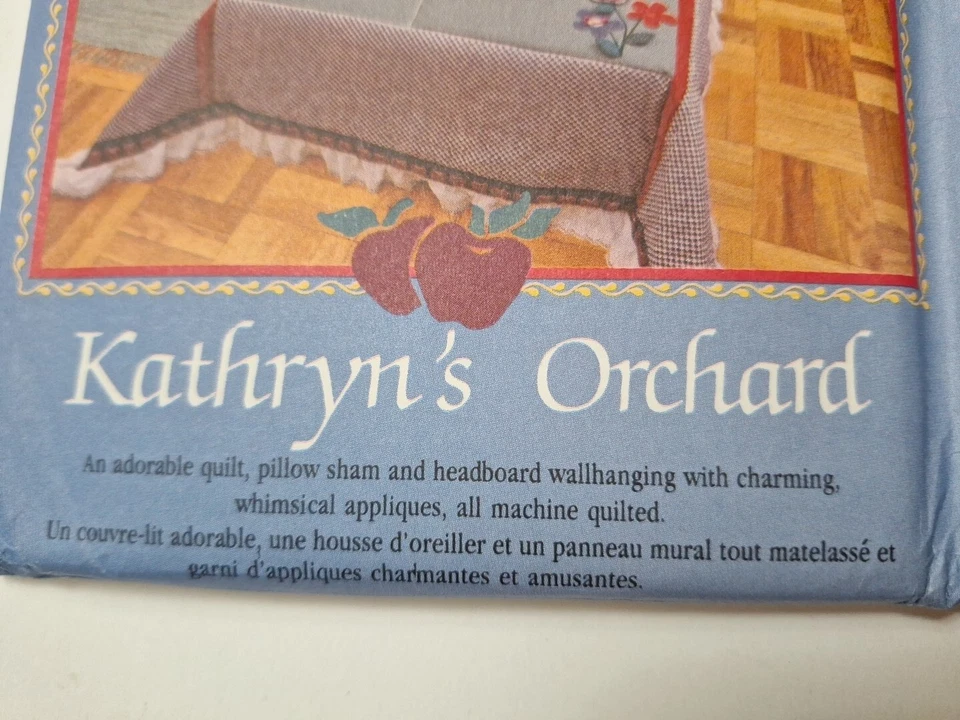 Kathryn's Orchard
An adorable quilt, pillow sham and headboard wallhanging with charming,
whimsical appliques, all machine quilted.
Un couvre-lit adorable, une housse d'oreiller et un panneau mural tout matelassé et
garni d'appliques charmantes et amusantes.